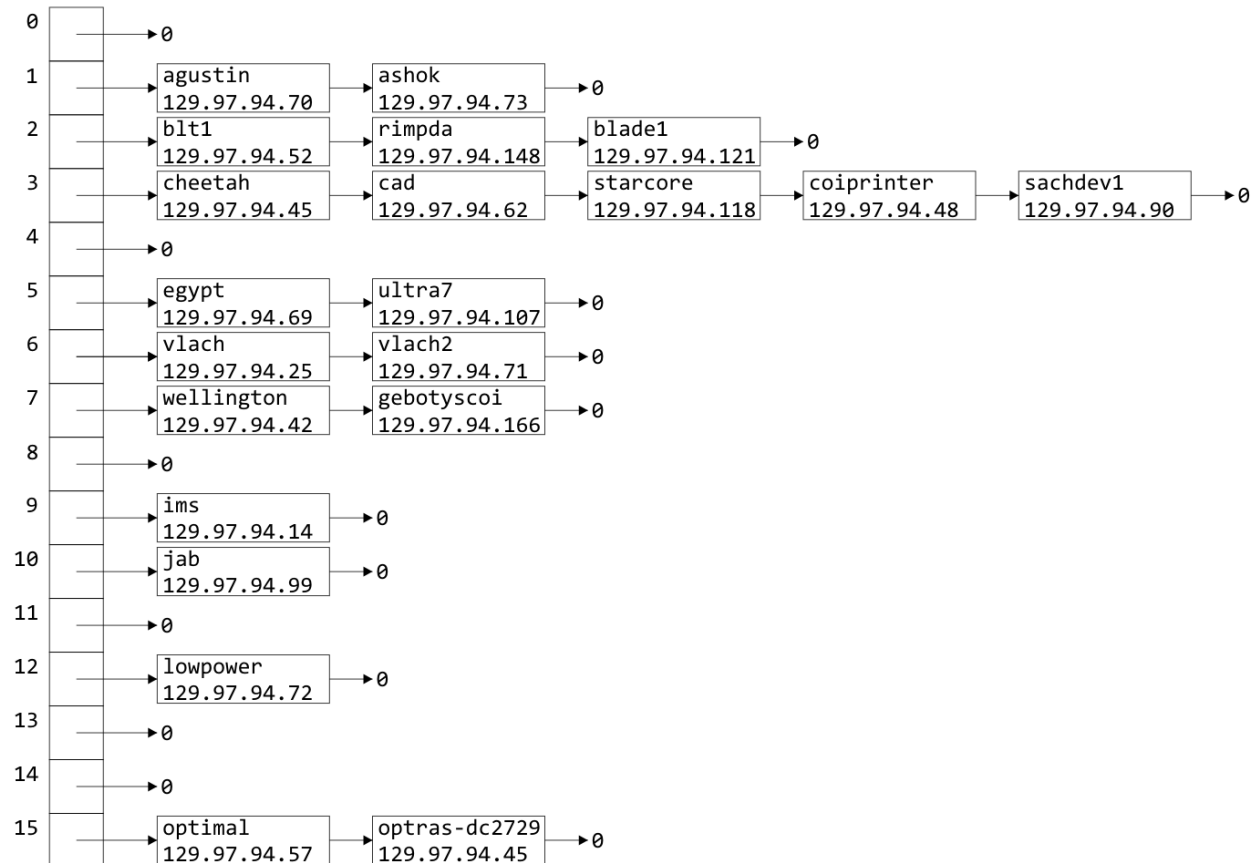 0
0
1
agustin
129.97.94.70
ashok
129.97.94.73
0
2
blt1
129.97.94.52
rimpda
129.97.94.148
blade1
129.97.94.121
0
3
cheetah
129.97.94.45
cad
129.97.94.62
starcore
129.97.94.118
coiprinter
129.97.94.48
sachdev1
129.97.94.90
0
4
0
5
egypt
129.97.94.69
ultra7
129.97.94.107
0
6
vlach
129.97.94.25
vlach2
129.97.94.71
0
7
wellington
129.97.94.42
gebotyscoi
129.97.94.166
0
8
0
9
ims
129.97.94.14
0
10
jab
129.97.94.99
0
11
0
12
lowpower
129.97.94.72
0
13
0
14
0
15
optimal
129.97.94.57
optras-dc2729
129.97.94.45
0